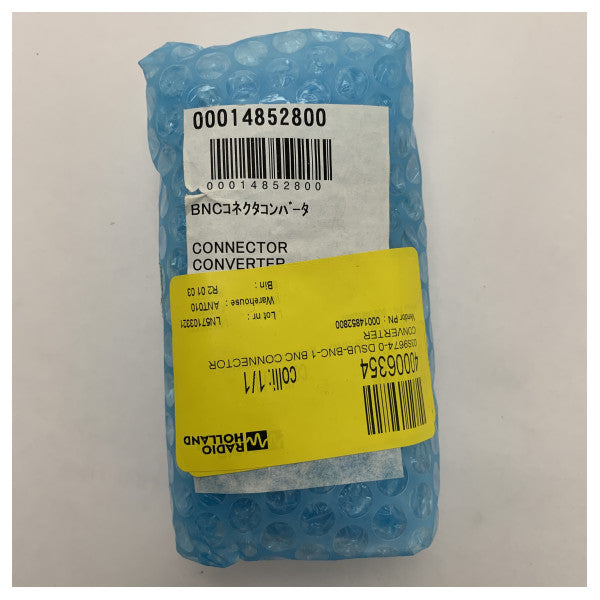 00014852800
00014852800
BNCコネクタコンバータ
CONNECTOR
CONVERTER
RADIO
HOLLAND
colli: 1/1
40006354
03S9674-0 DSUB-BNC-1 BNC CONNECTOR
CONVERTER
Vendor PN : 00014852800
Lot nr : LN57103321
Warehouse : ANT010
Bin : R2 01 03